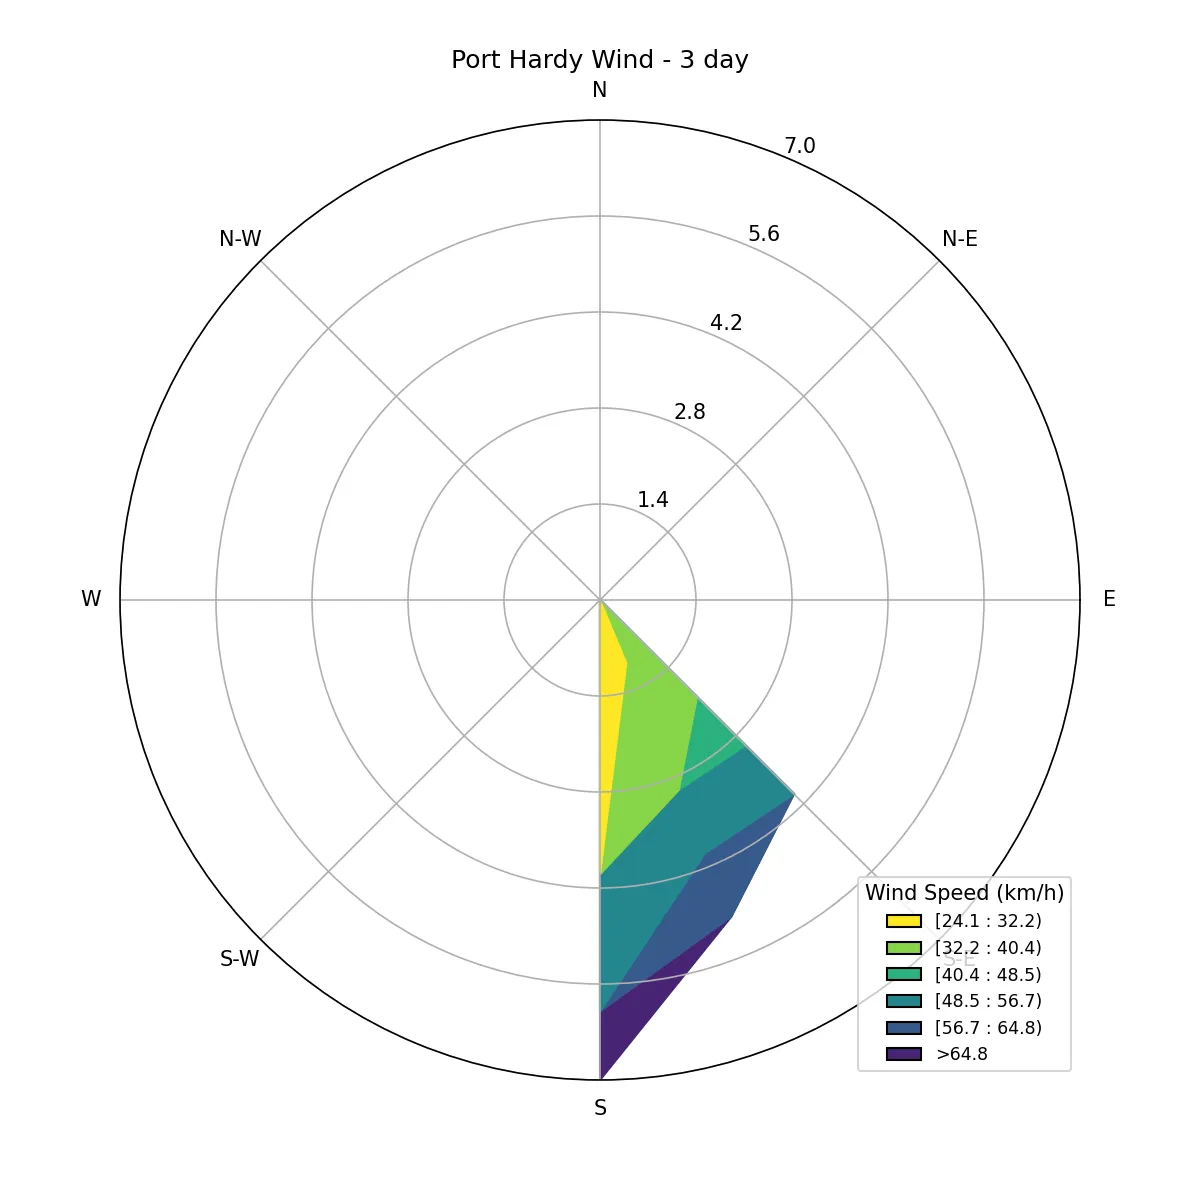 Port Hardy Wind - 3 day
N
7.0
5.6
N-W
N-E
4.2
2.8
1.4
W
E
Wind Speed (km/h)
[24.1 : 32.2)
[32.2 : 40.4)
S-W
S-E
[40.4 : 48.5)
[48.5 : 56.7)
[56.7 : 64.8)
>64.8
S